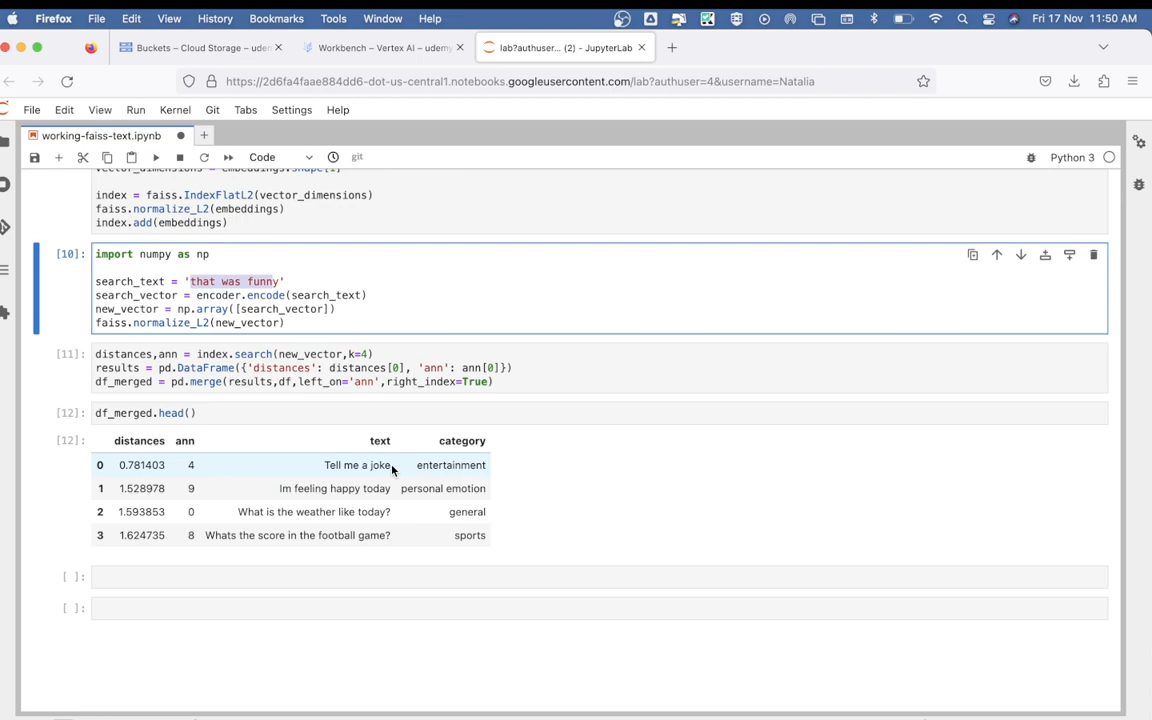 Firefox File Edit View History Bookmarks Tools Window Help Fri 17 Nov 11:50 AM
Buckets – Cloud Storage – uden Workbench – Vertex AI – udemy lab?authuser... (2) - JupyterLab
https://2d6fa4faae884dd6-dot-us-central1.notebooks.googleusercontent.com/lab?authuser=4&username=Natalia
File Edit View Run Kernel Git Tabs Settings Help
working-faiss-text.ipynb
Code git Python 3
vector_dimensions = embeddings.shape[1]
index = faiss.IndexFlatL2(vector_dimensions)
faiss.normalize_L2(embeddings)
index.add(embeddings)
[10]: import numpy as np
search_text = 'that was funny'
search_vector = encoder.encode(search_text)
new_vector = np.array([search_vector])
faiss.normalize_L2(new_vector)
[11]: distances,ann = index.search(new_vector,k=4)
results = pd.DataFrame({'distances': distances[0], 'ann': ann[0]})
df_merged = pd.merge(results,df,left_on='ann',right_index=True)
[12]: df_merged.head()
[12]: distances ann text category
0 0.781403 4 Tell me a joke entertainment
1 1.528978 9 Im feeling happy today personal emotion
2 1.593853 0 What is the weather like today? general
3 1.624735 8 Whats the score in the football game? sports
[ ]:
[ ]: